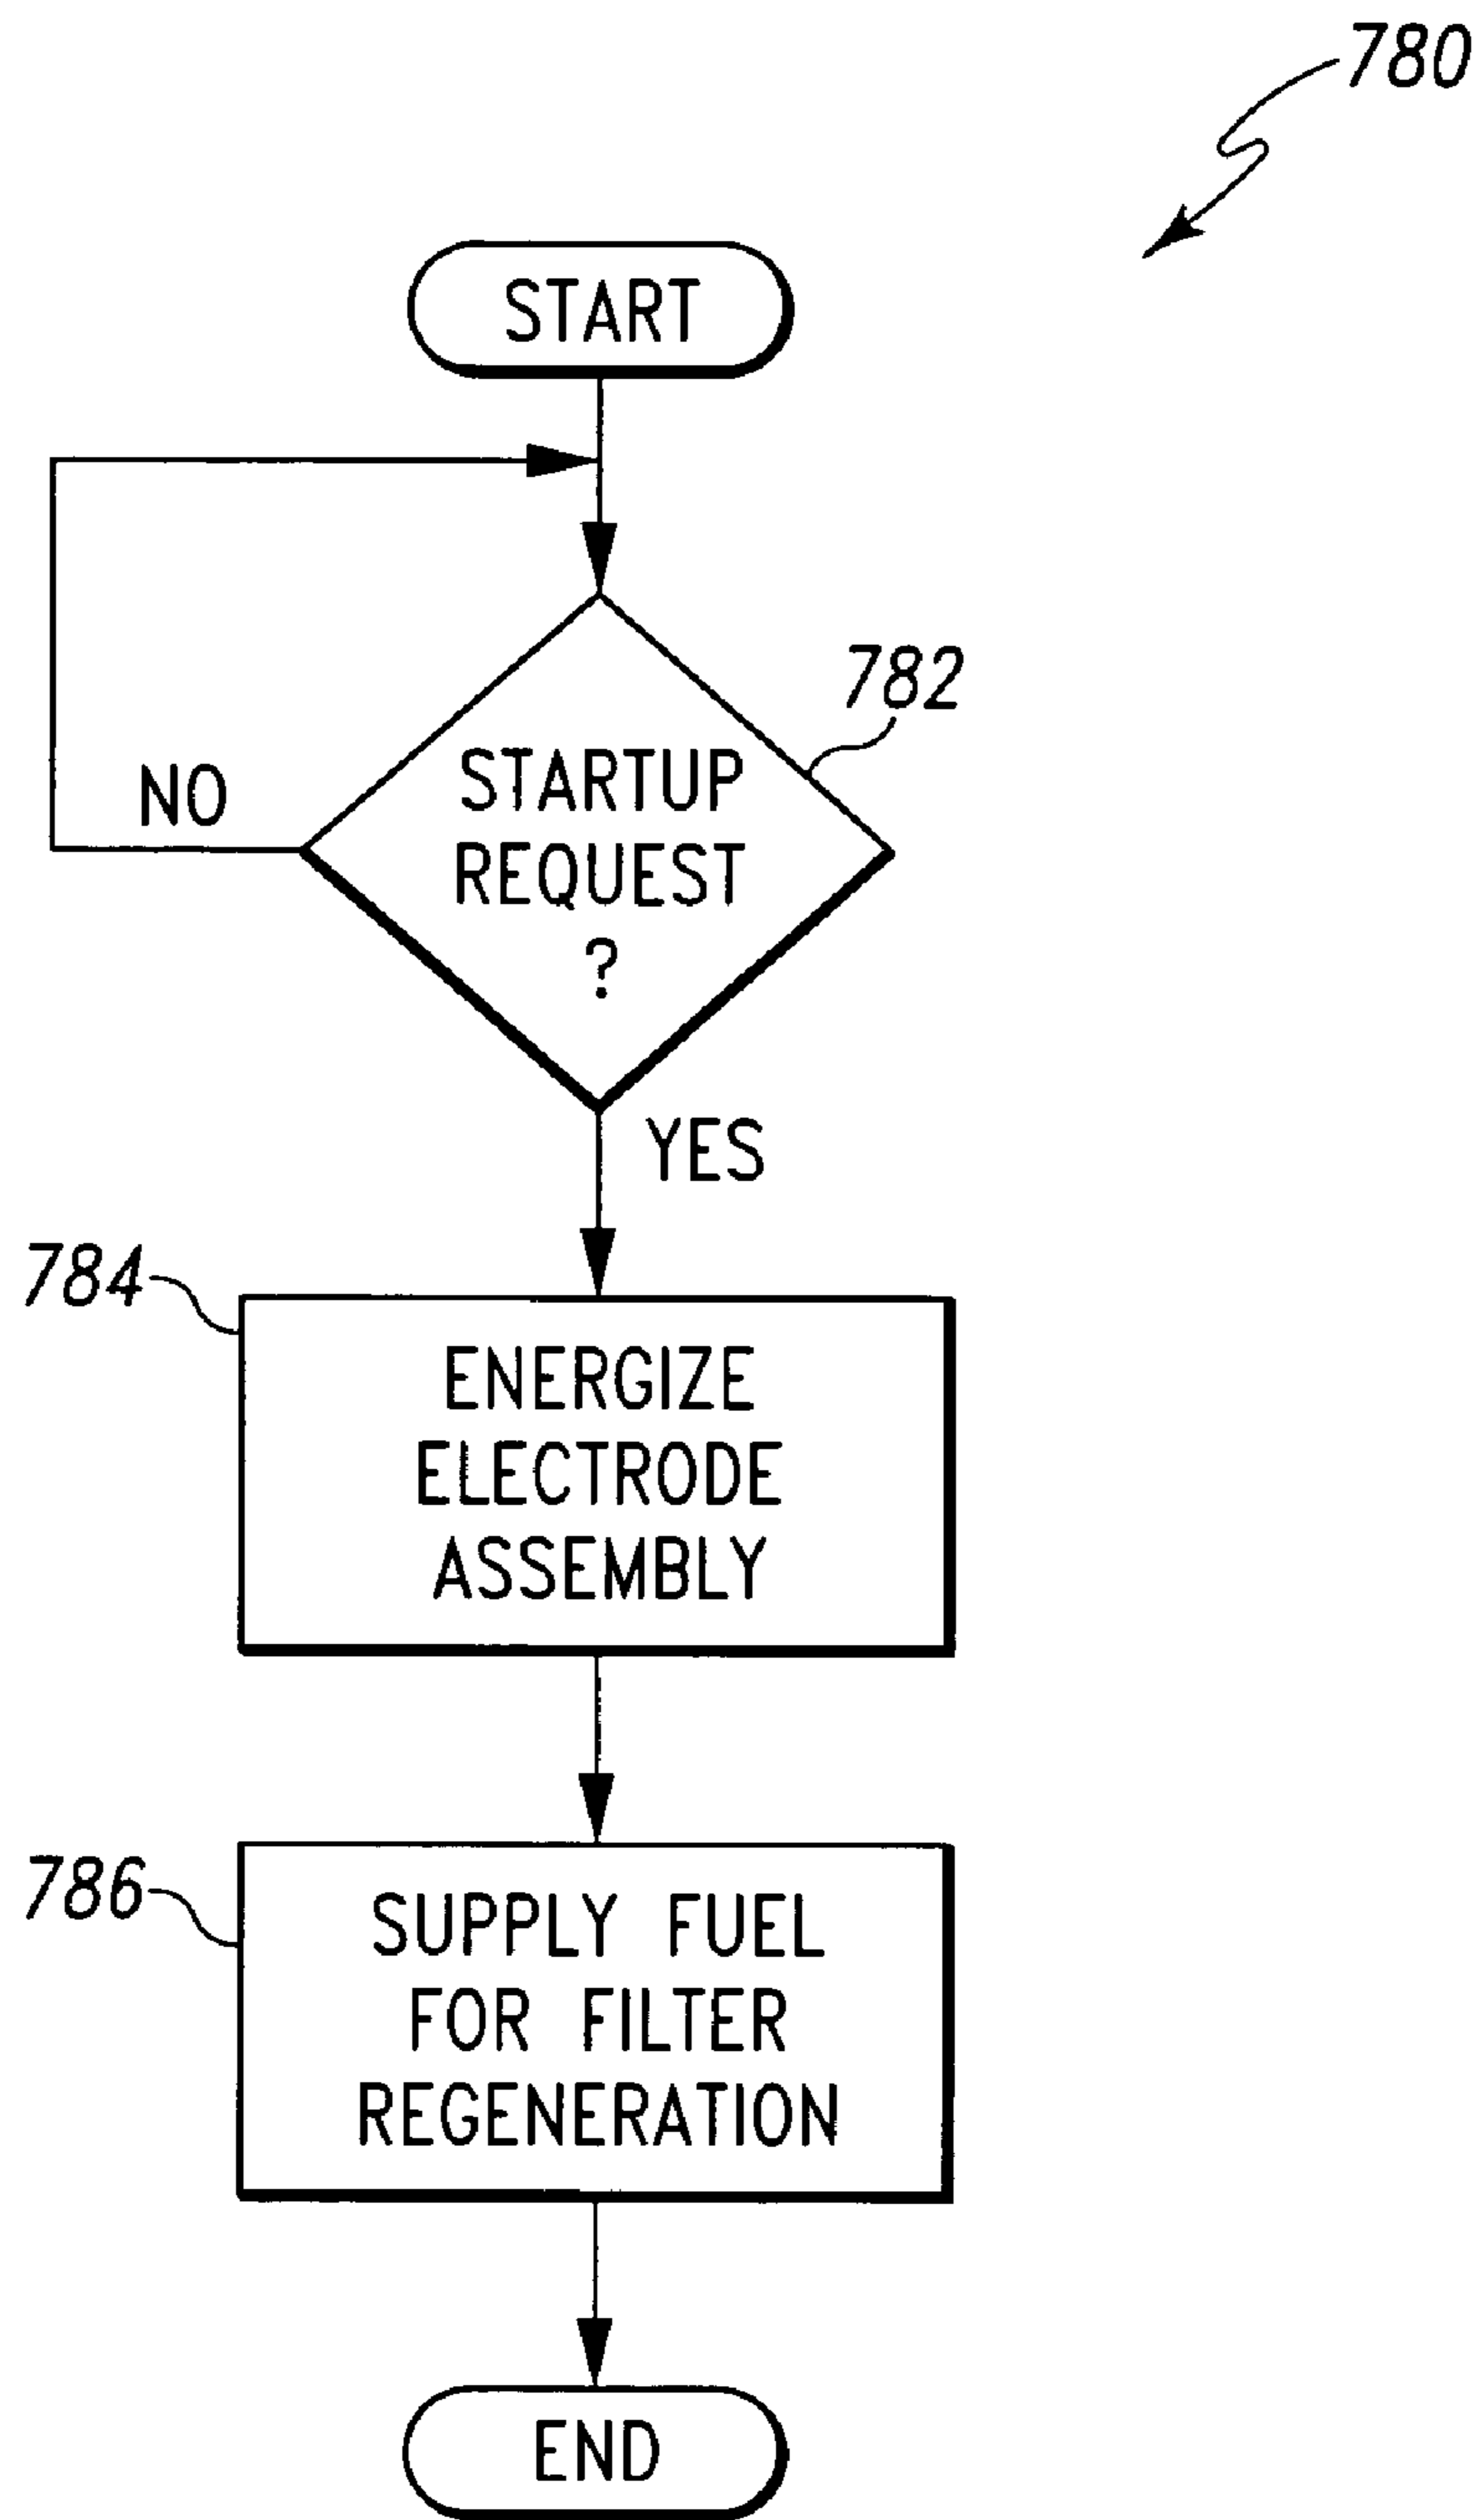 780
START
782
STARTUP
REQUEST
?
NO
YES
784
ENERGIZE
ELECTRODE
ASSEMBLY
786
SUPPLY FUEL
FOR FILTER
REGENERATION
END